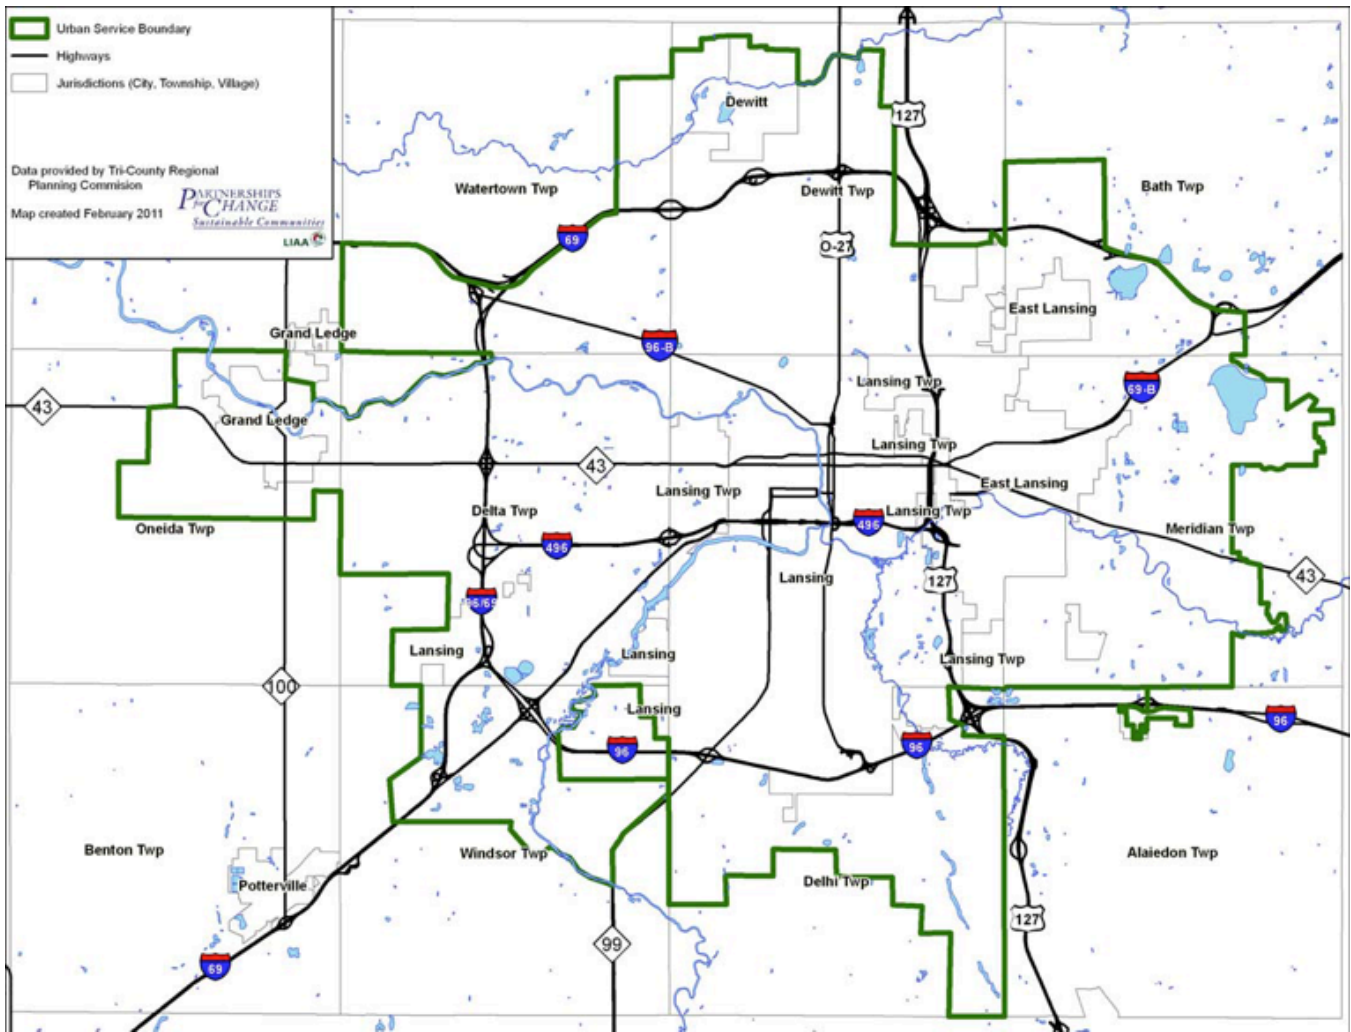 Urban Service Boundary
Highways
Jurisdictions (City, Township, Village)
Data provided by Tri-County Regional
Planning Commision
Map created February 2011
PARTNERSHIPS
for CHANGE
Sustainable Communities
LIAA
Dewitt
127
Watertown Twp
Dewitt Twp
Bath Twp
69
O-27
Grand Ledge
East Lansing
96-B
Lansing Twp
69-B
43
Grand Ledge
Lansing Twp
43
Lansing Twp
East Lansing
Oneida Twp
Delta Twp
Lansing Twp
Meridian Twp
496
496
Lansing
127
43
96/69
Lansing
Lansing
Lansing Twp
100
Lansing
96
96
96
Benton Twp
Windsor Twp
Alaiedon Twp
Potterville
Delhi Twp
127
99
69